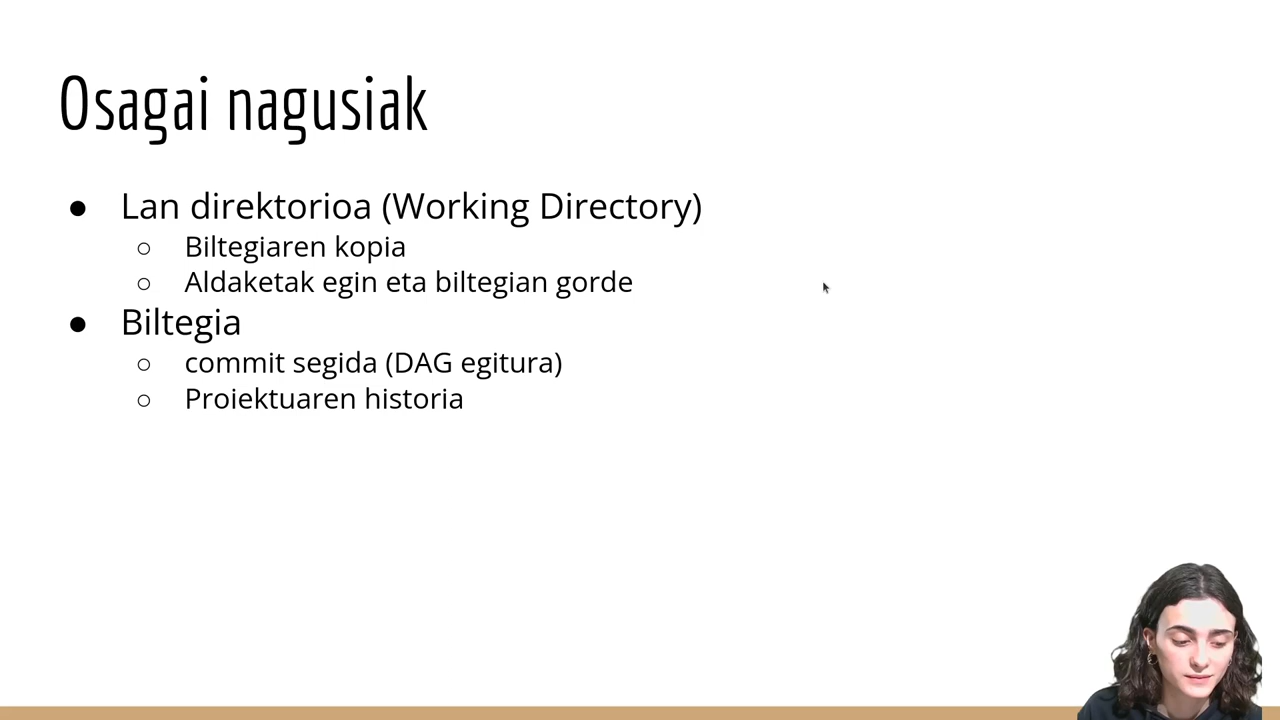 Osagai nagusiak
● Lan direktorioa (Working Directory)
○ Biltegiaren kopia
○ Aldaketak egin eta biltegian gorde
● Biltegia
○ commit segida (DAG egitura)
○ Proiektuaren historia